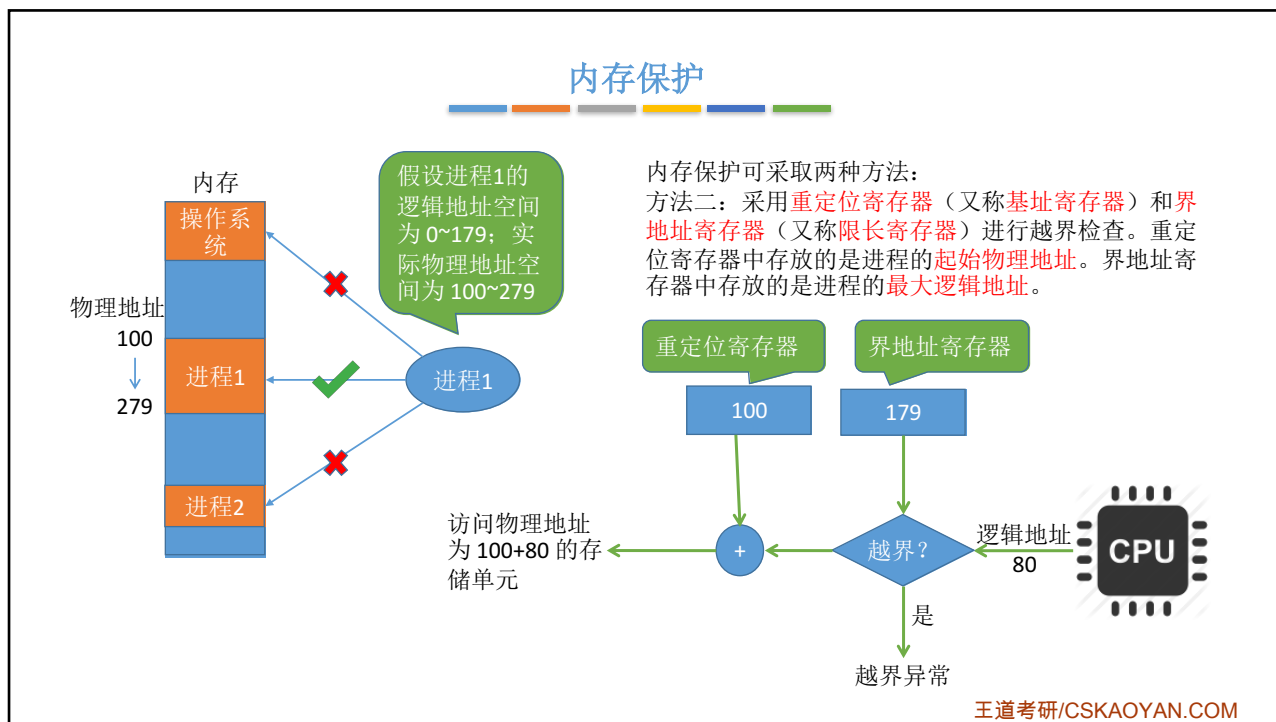 内存保护
内存
操作系
统
物理地址
100
279
进程1
进程2
假设进程1的
逻辑地址空间
为 0~179；实
际物理地址空
间为 100~279
进程1
内存保护可采取两种方法：
方法二：采用重定位寄存器（又称基址寄存器）和界
地址寄存器（又称限长寄存器）进行越界检查。重定
位寄存器中存放的是进程的起始物理地址。界地址寄
存器中存放的是进程的最大逻辑地址。
重定位寄存器
界地址寄存器
100
179
访问物理地址
为 100+80 的存
储单元
+
越界？
逻辑地址
80
CPU
是
越界异常
王道考研/CSKAOYAN.COM